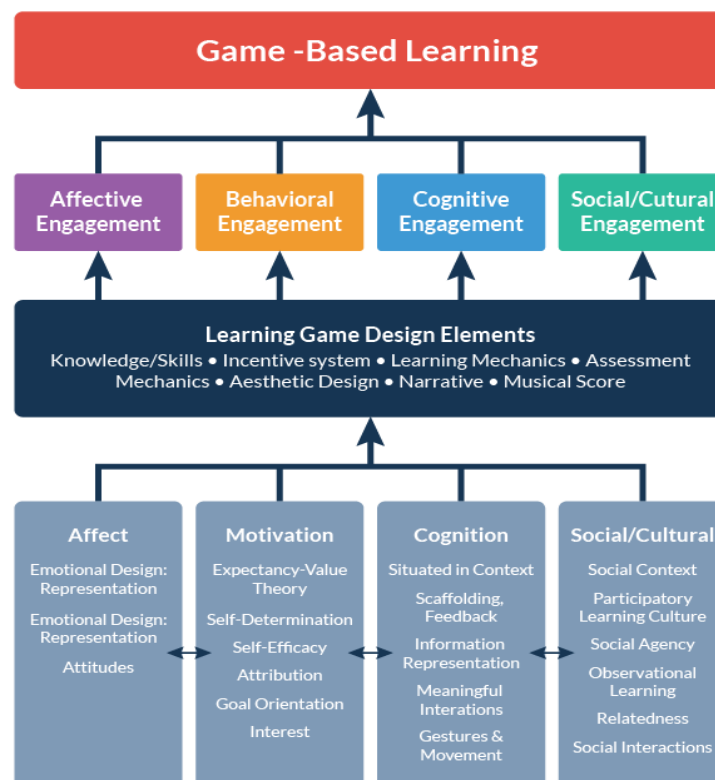 Game -Based Learning
Affective
Engagement
Behavioral
Engagement
Cognitive
Engagement
Social/Cutural
Engagement
Learning Game Design Elements
Knowledge/Skills • Incentive system • Learning Mechanics • Assessment
Mechanics • Aesthetic Design • Narrative • Musical Score
Affect
Emotional Design:
Representation
Emotional Design:
Representation
Attitudes
Motivation
Expectancy-Value
Theory
Self-Determination
Self-Efficacy
Attribution
Goal Orientation
Interest
Cognition
Situated in Context
Scaffolding,
Feedback
Information
Representation
Meaningful
Interations
Gestures &
Movement
Social/Cultural
Social Context
Participatory
Learning Culture
Social Agency
Observational
Learning
Relatedness
Social Interactions